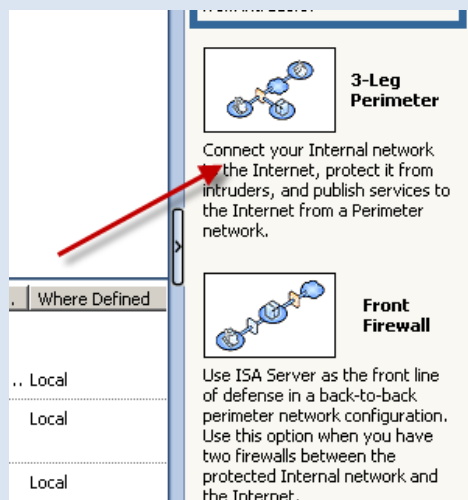 3-Leg
Perimeter
Connect your Internal network
the Internet, protect it from
intruders, and publish services to
the Internet from a Perimeter
network.
. Where Defined
Front
Firewall
.. Local
Local
Local
Use ISA Server as the front line
of defense in a back-to-back
perimeter network configuration.
Use this option when you have
two firewalls between the
protected Internal network and
the Internet.